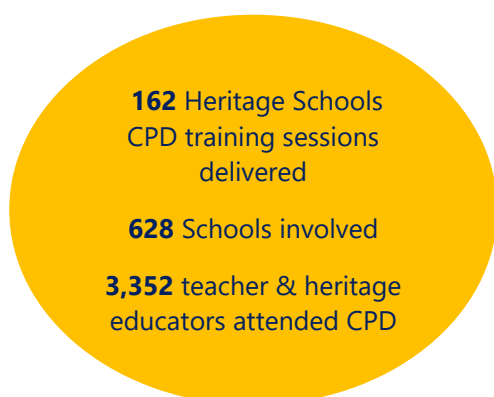 162 Heritage Schools
CPD training sessions
delivered
628 Schools involved
3,352 teacher & heritage
educators attended CPD